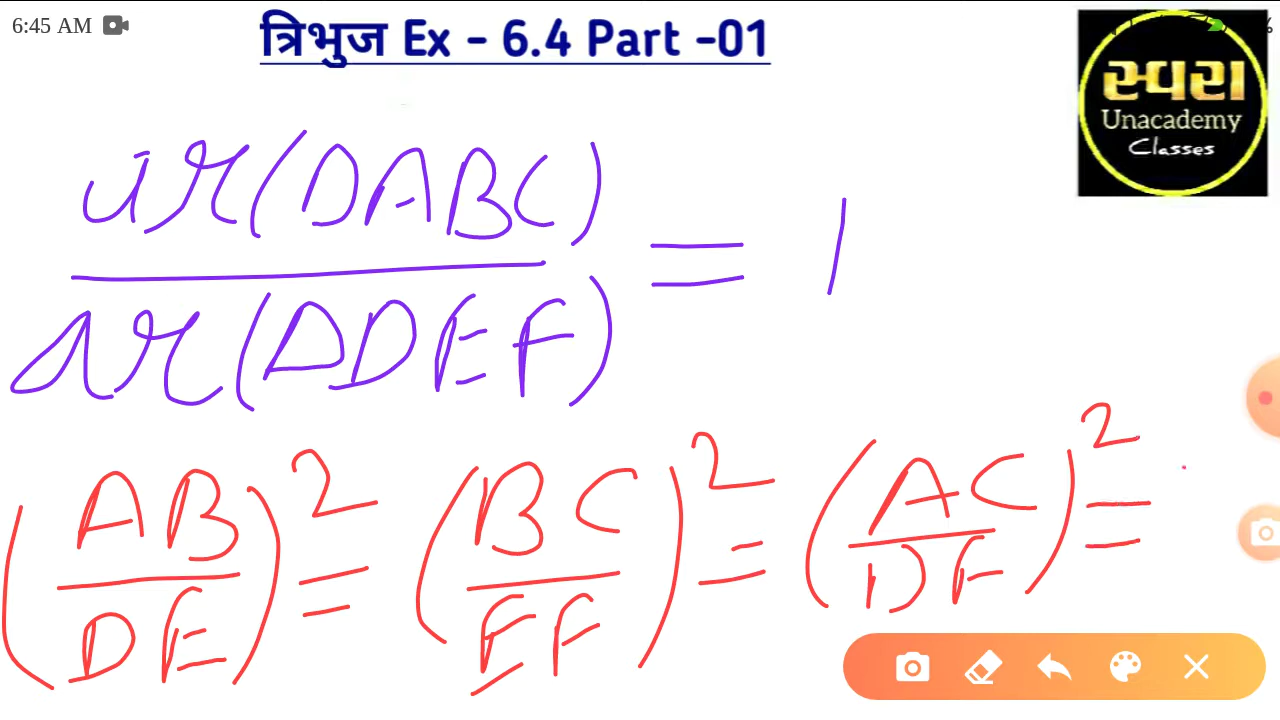 6:45 AM
त्रिभुज Ex - 6.4 Part -01
स्वरा
Unacademy
Classes
ar(ΔABC)
ar(ΔDEF)
= 1
(AB/DE)² = (BC/EF)² = (AC/DF)² =